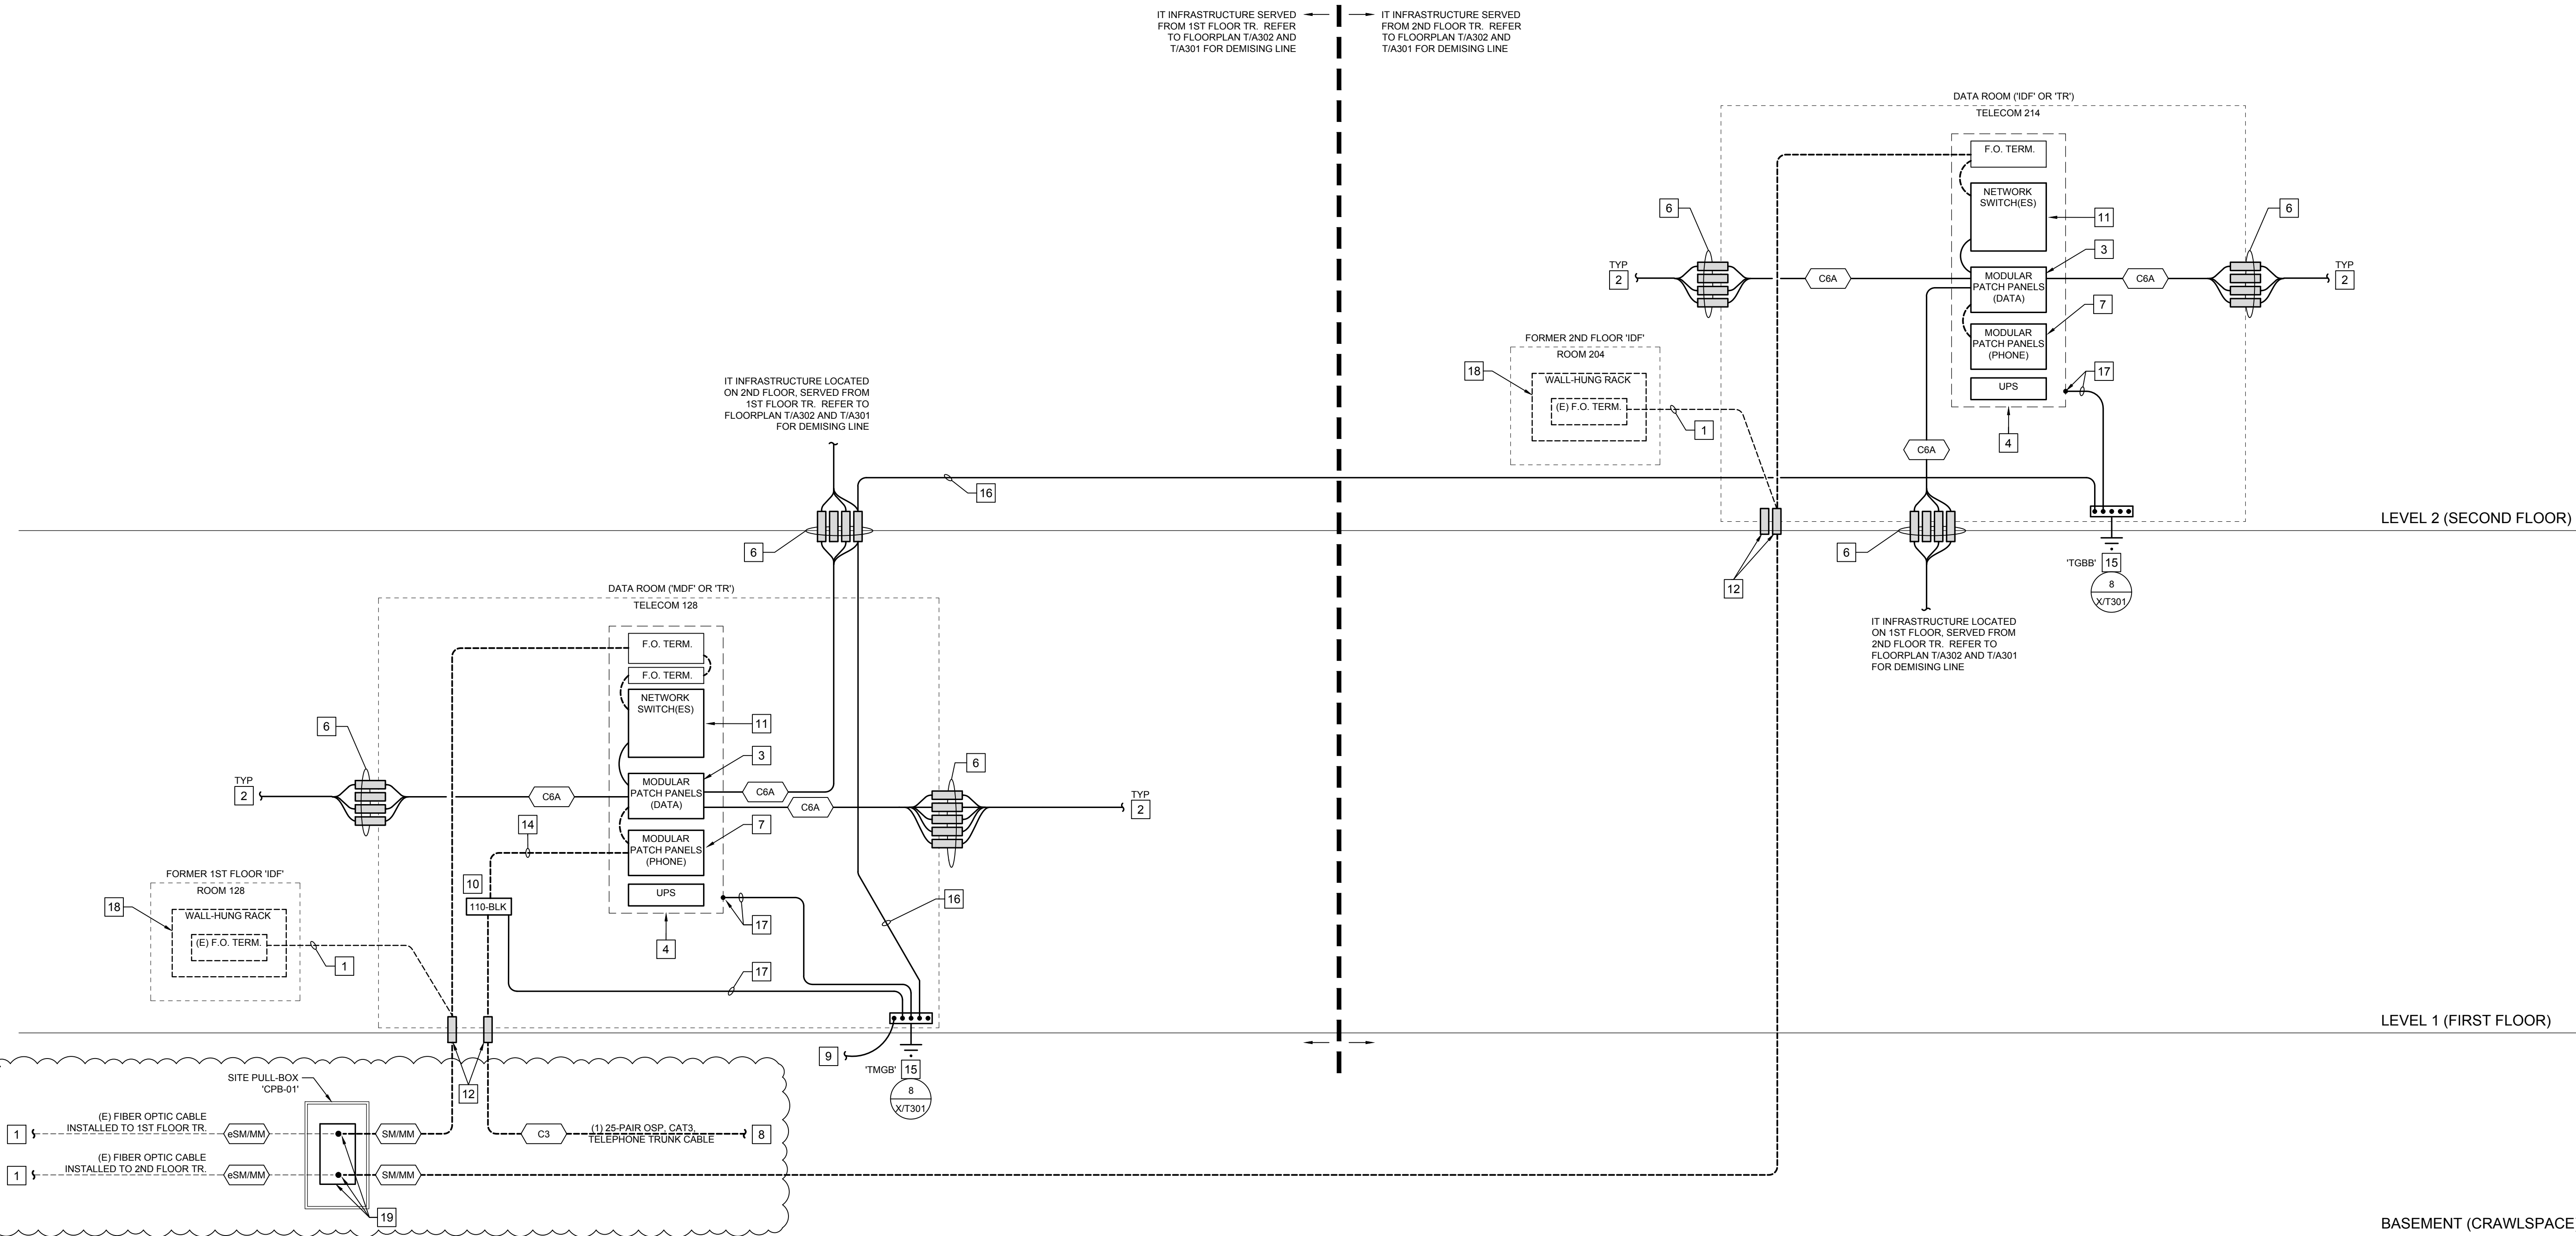 IT INFRASTRUCTURE SERVED
FROM 1ST FLOOR TR. REFER
TO FLOORPLAN T/A302 AND
T/A301 FOR DEMISING LINE
IT INFRASTRUCTURE SERVED
FROM 2ND FLOOR TR. REFER
TO FLOORPLAN T/A302 AND
T/A301 FOR DEMISING LINE
DATA ROOM ('IDF' OR 'TR')
TELECOM 214
F.O. TERM.
NETWORK
SWITCH(ES)
11
6
6
3
TYP
2
C6A
MODULAR
PATCH PANELS
(DATA)
C6A
TYP
2
7
MODULAR
PATCH PANELS
(PHONE)
UPS
17
4
C6A
FORMER 2ND FLOOR 'IDF'
ROOM 204
18
WALL-HUNG RACK
(E) F.O. TERM.
1
IT INFRASTRUCTURE LOCATED
ON 2ND FLOOR, SERVED FROM
1ST FLOOR TR. REFER TO
FLOORPLAN T/A302 AND T/A301
FOR DEMISING LINE
16
LEVEL 2 (SECOND FLOOR)
6
12
6
'TGBB'
15
8
X/T301
IT INFRASTRUCTURE LOCATED
ON 1ST FLOOR, SERVED FROM
2ND FLOOR TR. REFER TO
FLOORPLAN T/A302 AND T/A301
FOR DEMISING LINE
DATA ROOM ('MDF' OR 'TR')
TELECOM 128
F.O. TERM.
F.O. TERM.
NETWORK
SWITCH(ES)
11
6
3
6
TYP
2
C6A
MODULAR
PATCH PANELS
(DATA)
C6A
C6A
TYP
2
14
7
MODULAR
PATCH PANELS
(PHONE)
10
110-BLK
UPS
17
4
16
17
FORMER 1ST FLOOR 'IDF'
ROOM 128
18
WALL-HUNG RACK
(E) F.O. TERM.
1
LEVEL 1 (FIRST FLOOR)
9
'TMGB'
15
8
X/T301
12
SITE PULL-BOX
'CPB-01'
1
(E) FIBER OPTIC CABLE
INSTALLED TO 1ST FLOOR TR.
eSM/MM
SM/MM
C3
(1) 25-PAIR OSP, CAT3,
TELEPHONE TRUNK CABLE
8
1
(E) FIBER OPTIC CABLE
INSTALLED TO 2ND FLOOR TR.
eSM/MM
SM/MM
19
BASEMENT (CRAWLSPACE